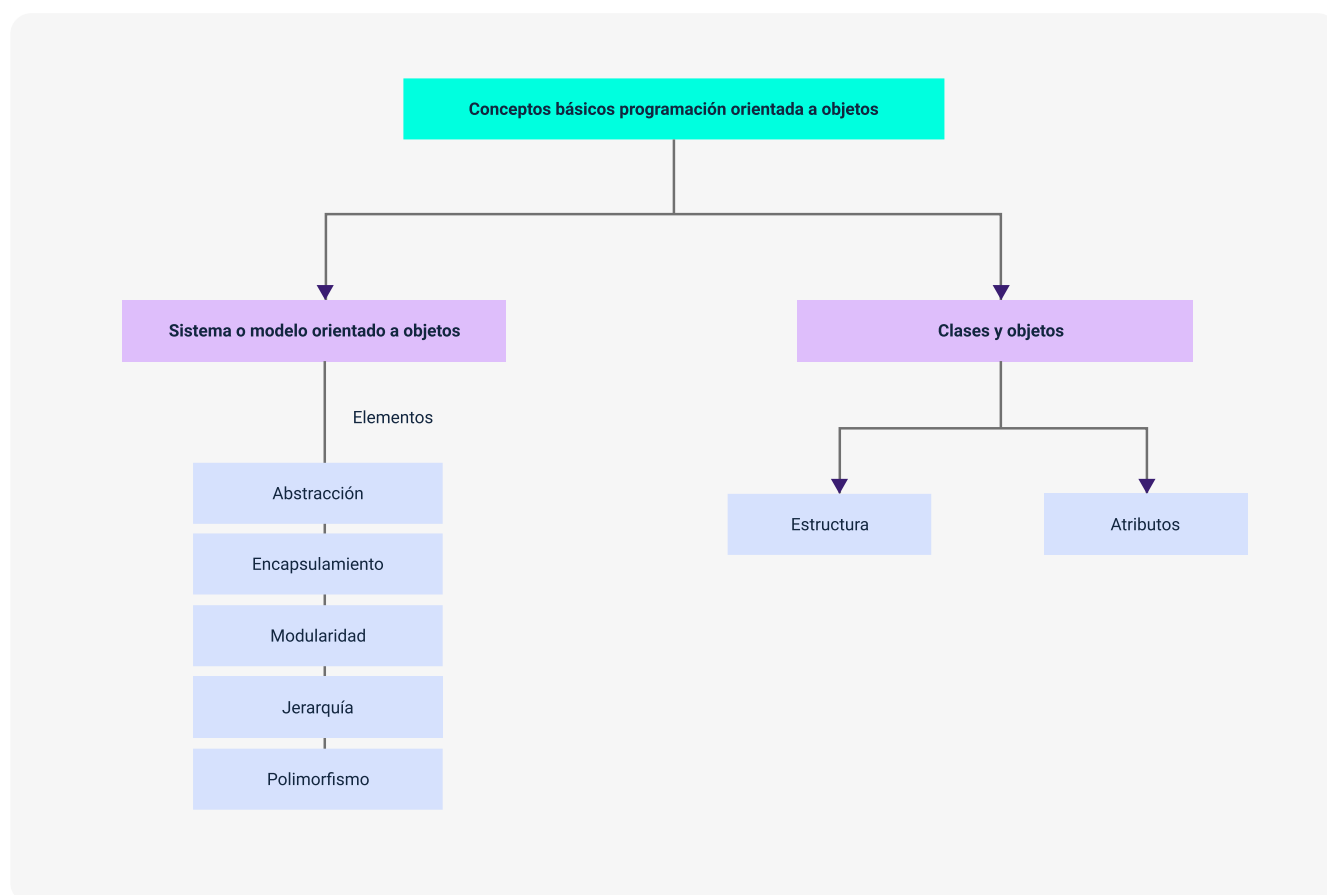 Conceptos básicos programación orientada a objetos
Sistema o modelo orientado a objetos
Clases y objetos
Elementos
Abstracción
Encapsulamiento
Modularidad
Jerarquía
Polimorfismo
Estructura
Atributos